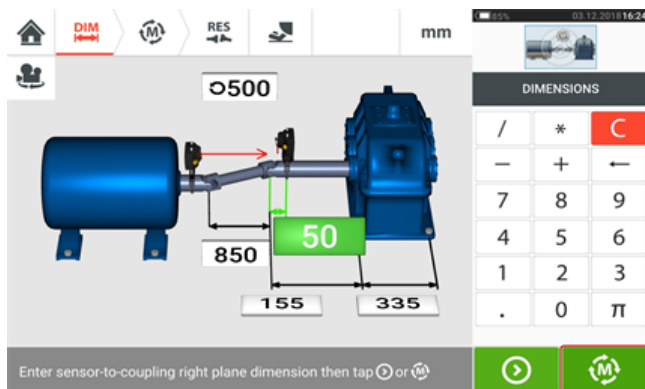 DIM
M
RES
mm
85%
03.12.2018 16:24
500
850
50
155
335
DIMENSIONS
/ * C
− + ←
7 8 9
4 5 6
1 2 3
. 0 π
Enter sensor-to-coupling right plane dimension then tap or M
M